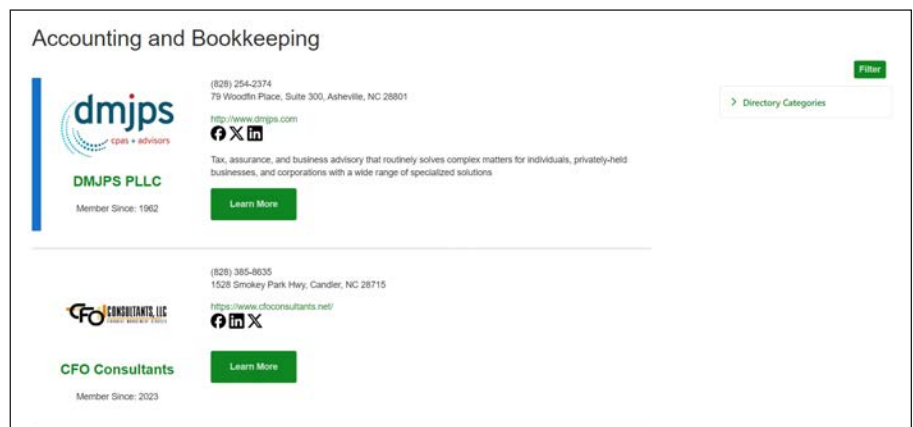 Accounting and Bookkeeping
Filter
Directory Categories
dmjps
cpas + advisors
DMJPS PLLC
Member Since: 1962
(828) 254-2374
79 Woodfin Place, Suite 300, Asheville, NC 28801
http://www.dmjps.com
Tax, assurance, and business advisory that routinely solves complex matters for individuals, privately-held
businesses, and corporations with a wide range of specialized solutions
Learn More
CFO CONSULTANTS, LLC
CFO Consultants
Member Since: 2023
(828) 385-8635
1528 Smokey Park Hwy, Candler, NC 28715
https://www.cfoconsultants.net/
Learn More